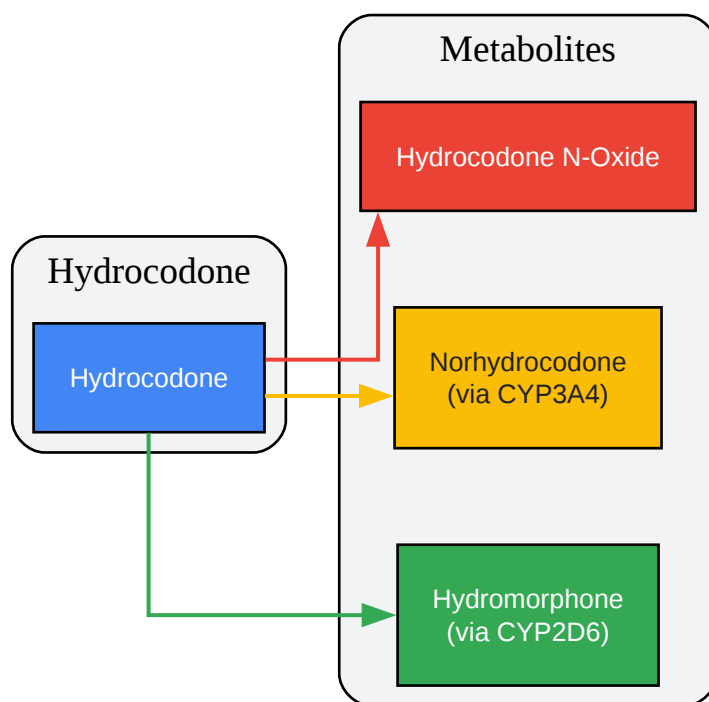 Metabolites
Hydrocodone N-Oxide
Hydrocodone
Hydrocodone
Norhydrocodone
(via CYP3A4)
Hydromorphone
(via CYP2D6)